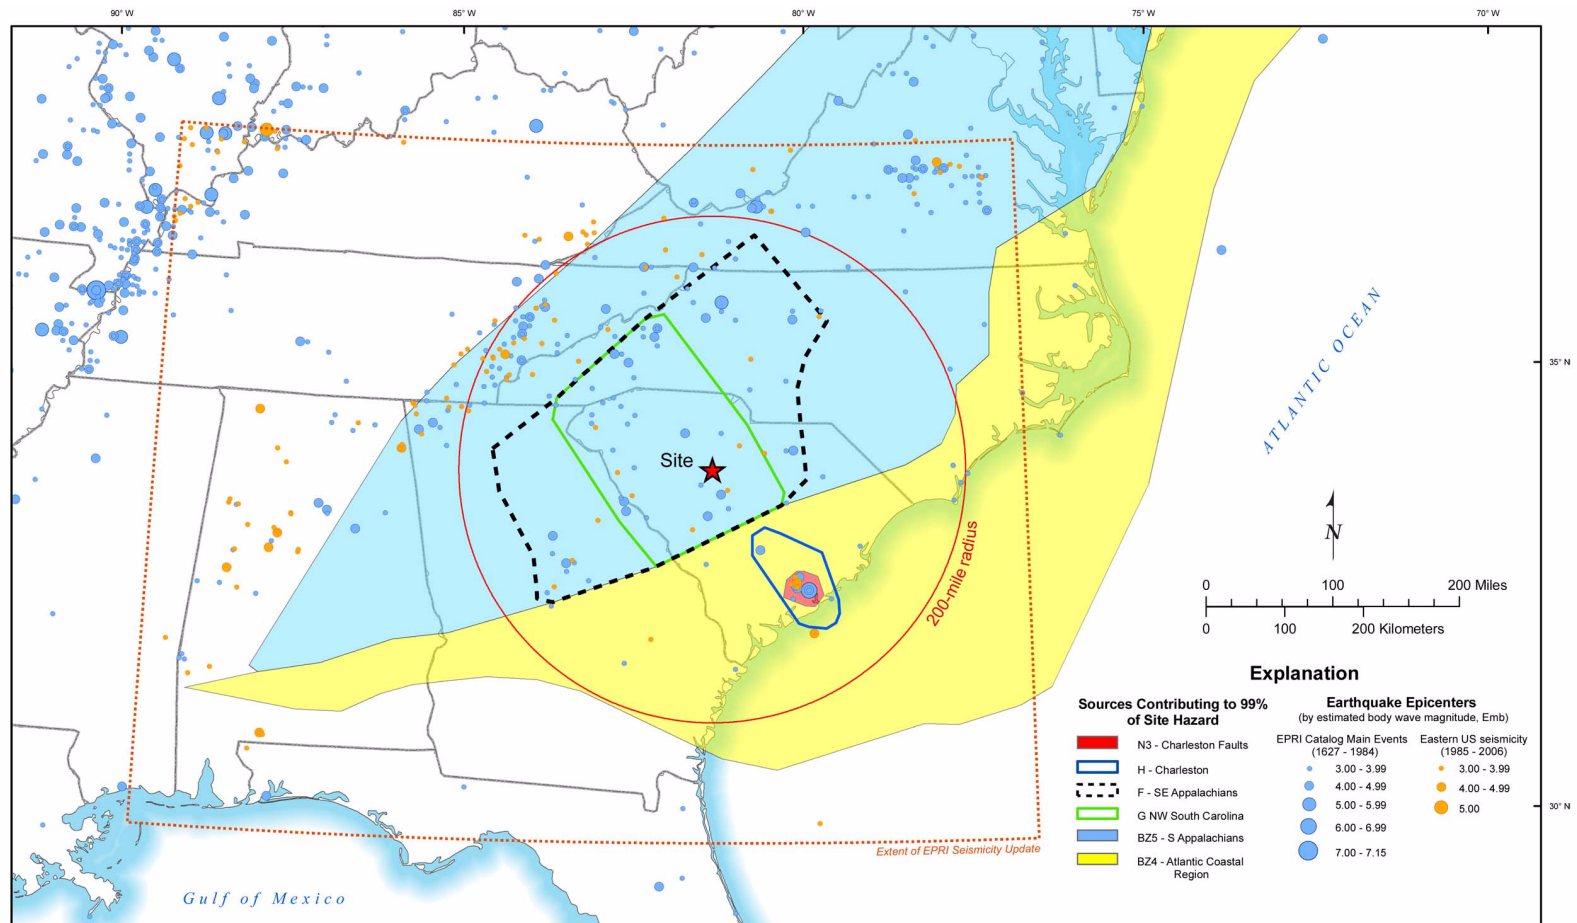 90° W
85° W
80° W
75° W
70° W
35° N
30° N
Site
200-mile radius
ATLANTIC OCEAN
N
0 100 200 Miles
0 100 200 Kilometers
Extent of EPRI Seismicity Update
Gulf of Mexico
Explanation
Sources Contributing to 99%
of Site Hazard
N3 - Charleston Faults
H - Charleston
F - SE Appalachians
G NW South Carolina
BZ5 - S Appalachians
BZ4 - Atlantic Coastal
Region
Earthquake Epicenters
(by estimated body wave magnitude, Emb)
EPRI Catalog Main Events
(1627 - 1984)
3.00 - 3.99
4.00 - 4.99
5.00 - 5.99
6.00 - 6.99
7.00 - 7.15
Eastern US seismicity
(1985 - 2006)
3.00 - 3.99
4.00 - 4.99
5.00